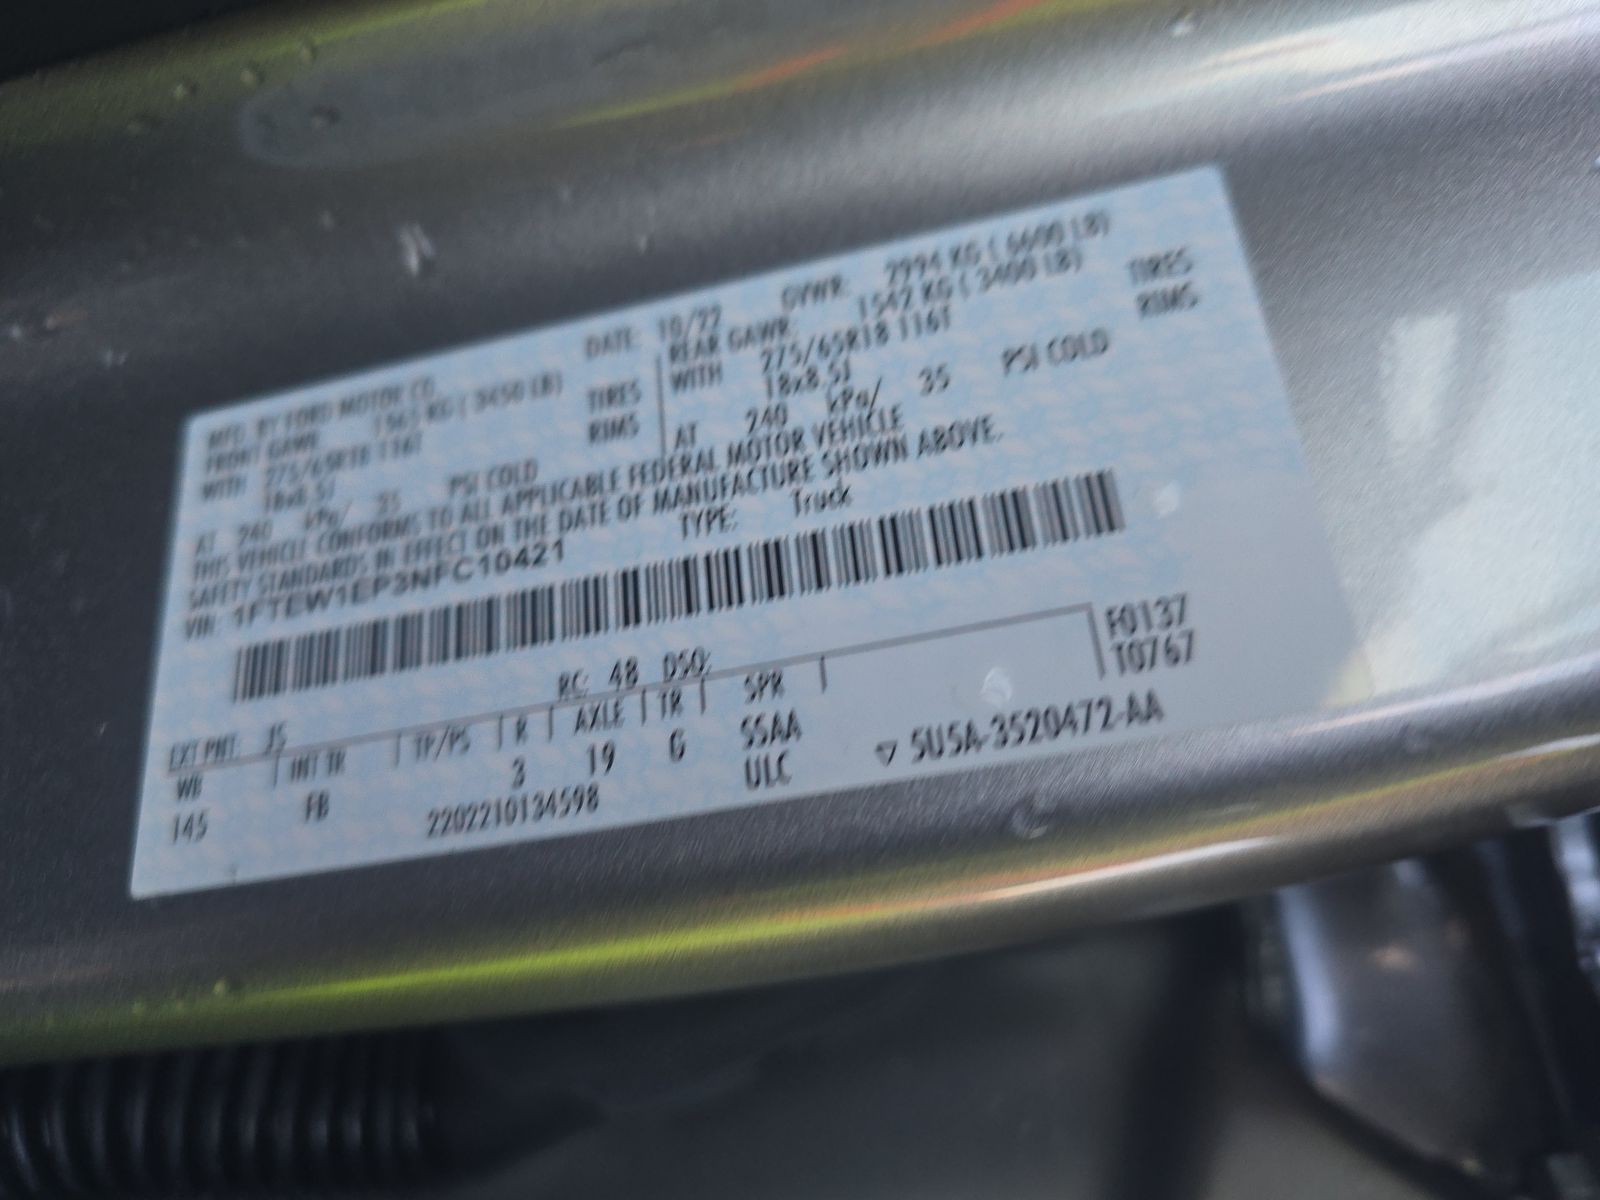 MFD. BY FORD MOTOR CO.
DATE: 10/22 GVWR: 2994 KG ( 6600 LB)
FRONT GAWR: 1565 KG ( 3450 LB) REAR GAWR: 1542 KG ( 3400 LB)
WITH 275/65R18 116T TIRES WITH 275/65R18 116T TIRES
18x8.5J RIMS 18x8.5J RIMS
AT 240 kPa/ 35 PSI COLD AT 240 kPa/ 35 PSI COLD
THIS VEHICLE CONFORMS TO ALL APPLICABLE FEDERAL MOTOR VEHICLE
SAFETY STANDARDS IN EFFECT ON THE DATE OF MANUFACTURE SHOWN ABOVE.
VIN: 1FTEW1EP3NFC10421 TYPE: Truck
F0137
T0767
EXT PNT: JS RC: 48 DSO:
WB INT TR TP/PS R AXLE TR SPR
145 FB 3 19 G SSAA
2202210134598 ULC ▽ 5U5A-3520472-AA